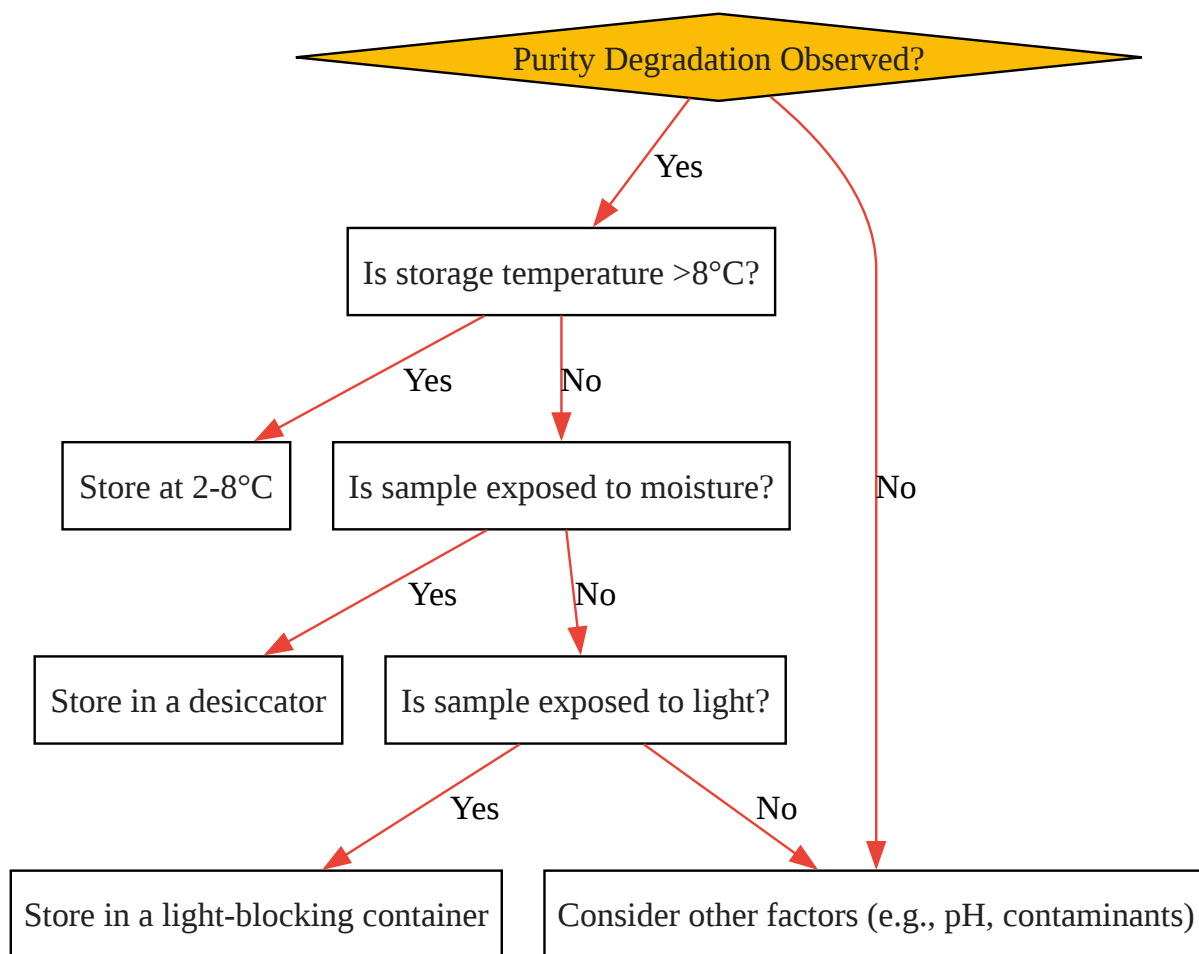 Purity Degradation Observed?
Yes
Is storage temperature >8°C?
Yes
No
Store at 2-8°C
Is sample exposed to moisture?
No
Yes
No
Store in a desiccator
Is sample exposed to light?
Yes
No
Store in a light-blocking container
Consider other factors (e.g., pH, contaminants)